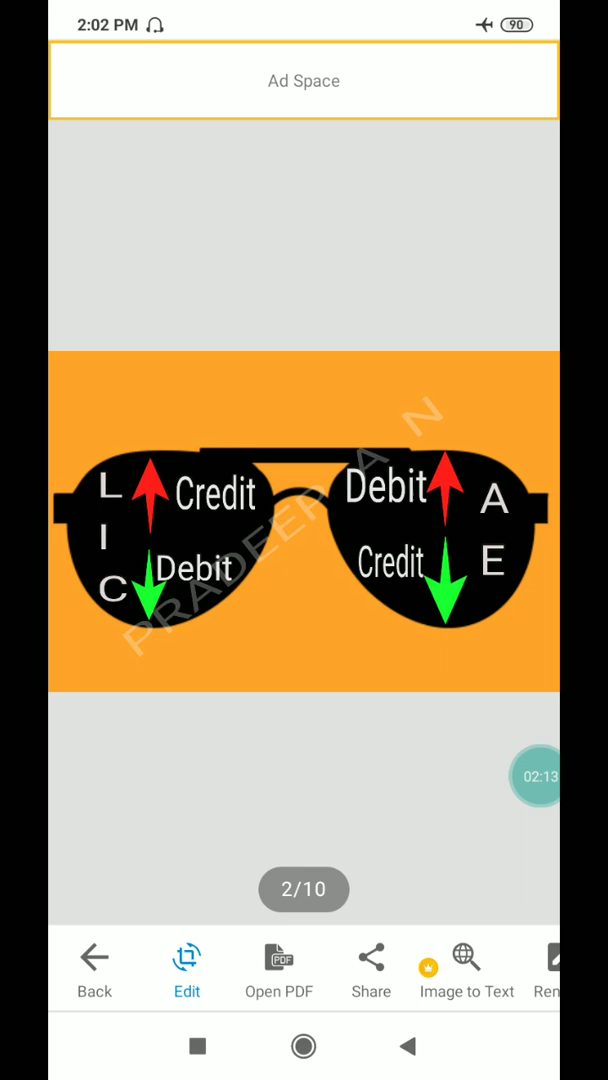 2:02 PM
90
Ad Space
L
I
C
Credit
Debit
Debit
Credit
A
E
PRADEEP A N
02:13
2/10
Back
Edit
PDF
Open PDF
Share
Image to Text
Ren